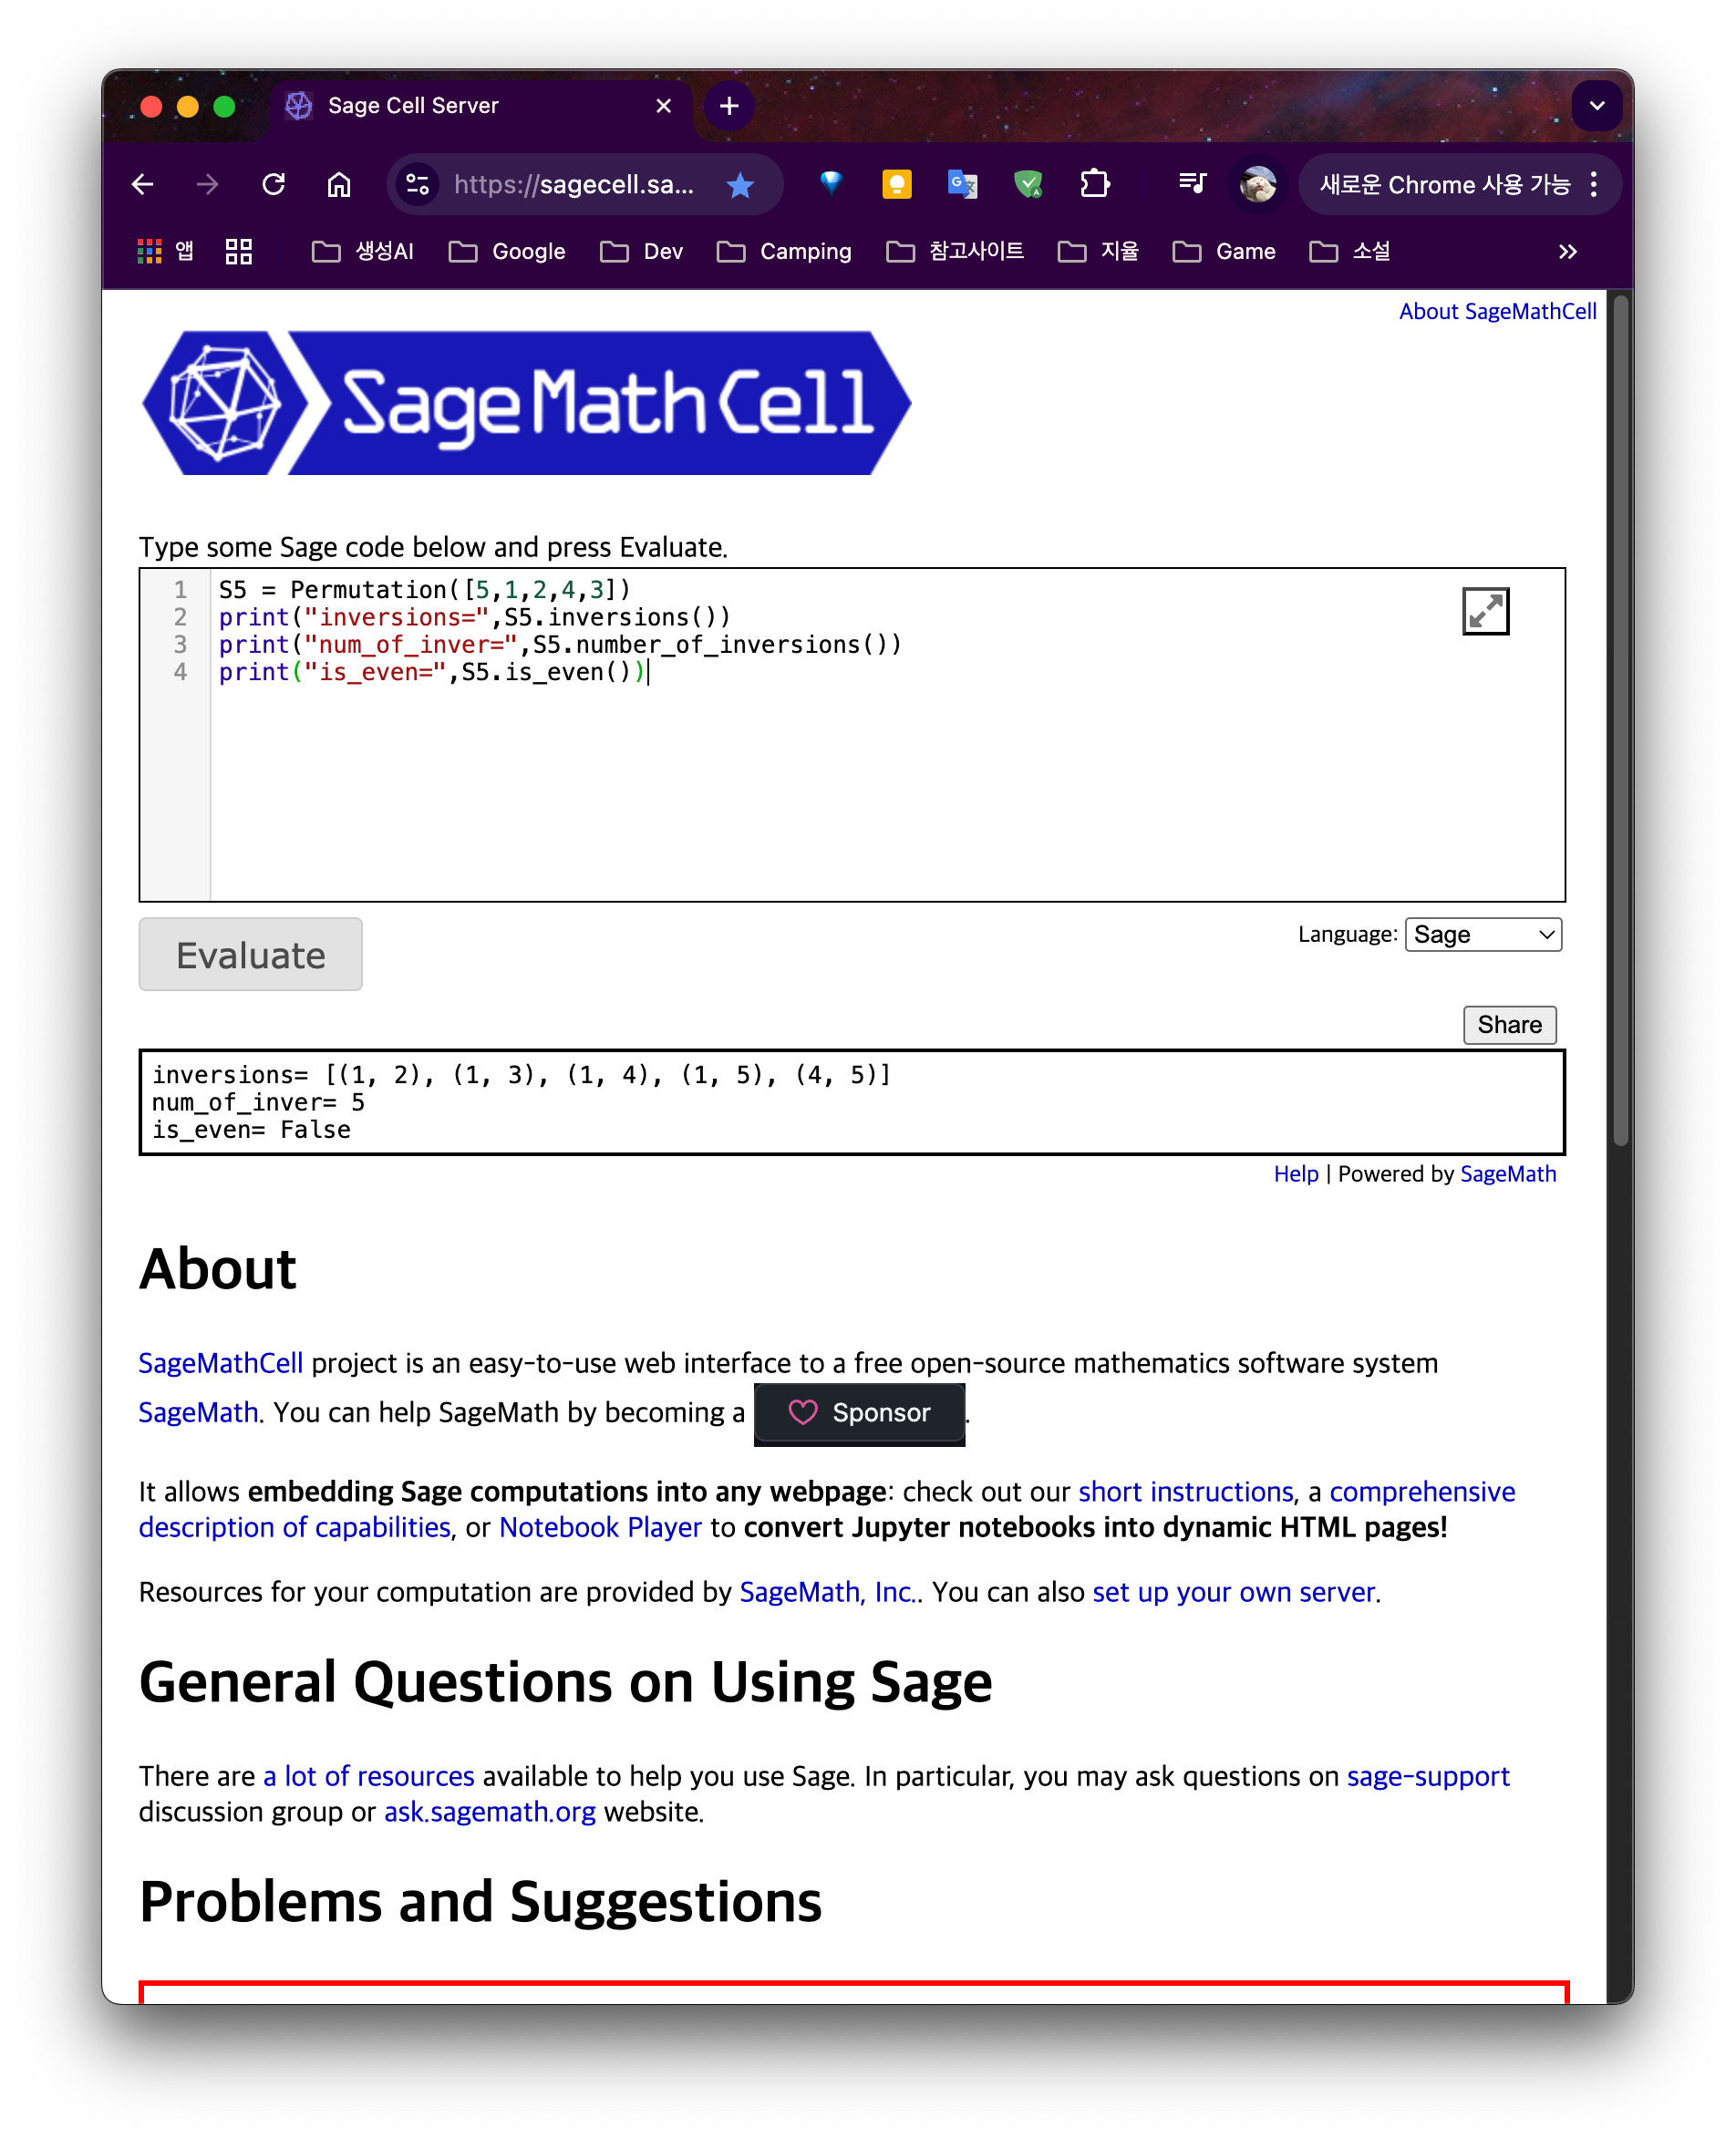 Sage Cell Server
https://sagecell.sa...
새로운 Chrome 사용 가능
앱 생성AI Google Dev Camping 참고사이트 지율 Game 소설
About SageMathCell
SageMathCell
Type some Sage code below and press Evaluate.
1 S5 = Permutation([5,1,2,4,3])
2 print("inversions=",S5.inversions())
3 print("num_of_inver=",S5.number_of_inversions())
4 print("is_even=",S5.is_even())
Evaluate
Language: Sage
Share
inversions= [(1, 2), (1, 3), (1, 4), (1, 5), (4, 5)]
num_of_inver= 5
is_even= False
Help | Powered by SageMath
About
SageMathCell project is an easy-to-use web interface to a free open-source mathematics software system
SageMath. You can help SageMath by becoming a Sponsor.
It allows embedding Sage computations into any webpage: check out our short instructions, a comprehensive
description of capabilities, or Notebook Player to convert Jupyter notebooks into dynamic HTML pages!
Resources for your computation are provided by SageMath, Inc.. You can also set up your own server.
General Questions on Using Sage
There are a lot of resources available to help you use Sage. In particular, you may ask questions on sage-support
discussion group or ask.sagemath.org website.
Problems and Suggestions